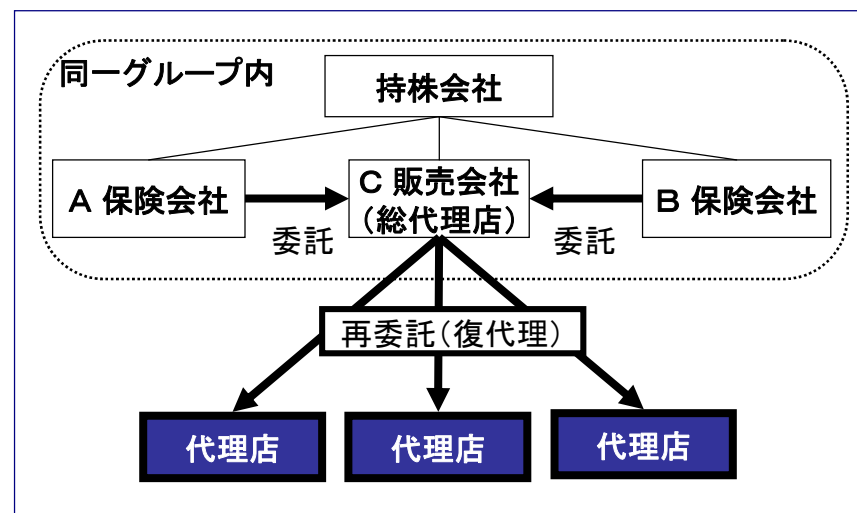 同一グループ内
持株会社
A 保険会社
C 販売会社
(総代理店)
B 保険会社
委託
委託
再委託(復代理)
代理店
代理店
代理店